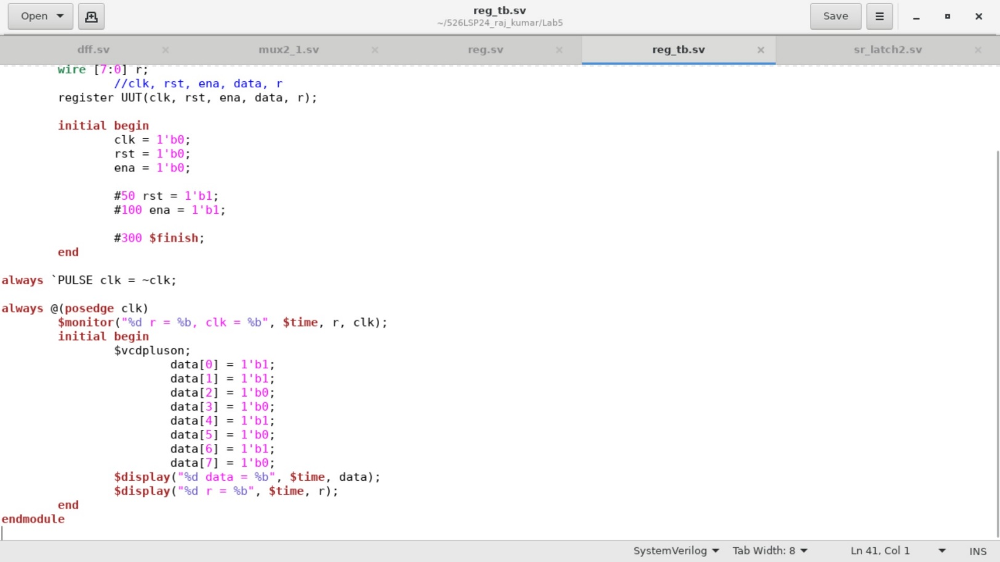 Open
reg_tb.sv
~/526LSP24_raj_kumar/Lab5
Save
dff.sv
mux2_1.sv
reg.sv
reg_tb.sv
sr_latch2.sv
wire [7:0] r;
//clk, rst, ena, data, r
register UUT(clk, rst, ena, data, r);
initial begin
clk = 1'b0;
rst = 1'b0;
ena = 1'b0;
#50 rst = 1'b1;
#100 ena = 1'b1;
#300 $finish;
end
always `PULSE clk = ~clk;
always @(posedge clk)
$monitor("%d r = %b, clk = %b", $time, r, clk);
initial begin
$vcdpluson;
data[0] = 1'b1;
data[1] = 1'b1;
data[2] = 1'b0;
data[3] = 1'b0;
data[4] = 1'b1;
data[5] = 1'b0;
data[6] = 1'b1;
data[7] = 1'b0;
$display("%d data = %b", $time, data);
$display("%d r = %b", $time, r);
end
endmodule
SystemVerilog
Tab Width: 8
Ln 41, Col 1
INS